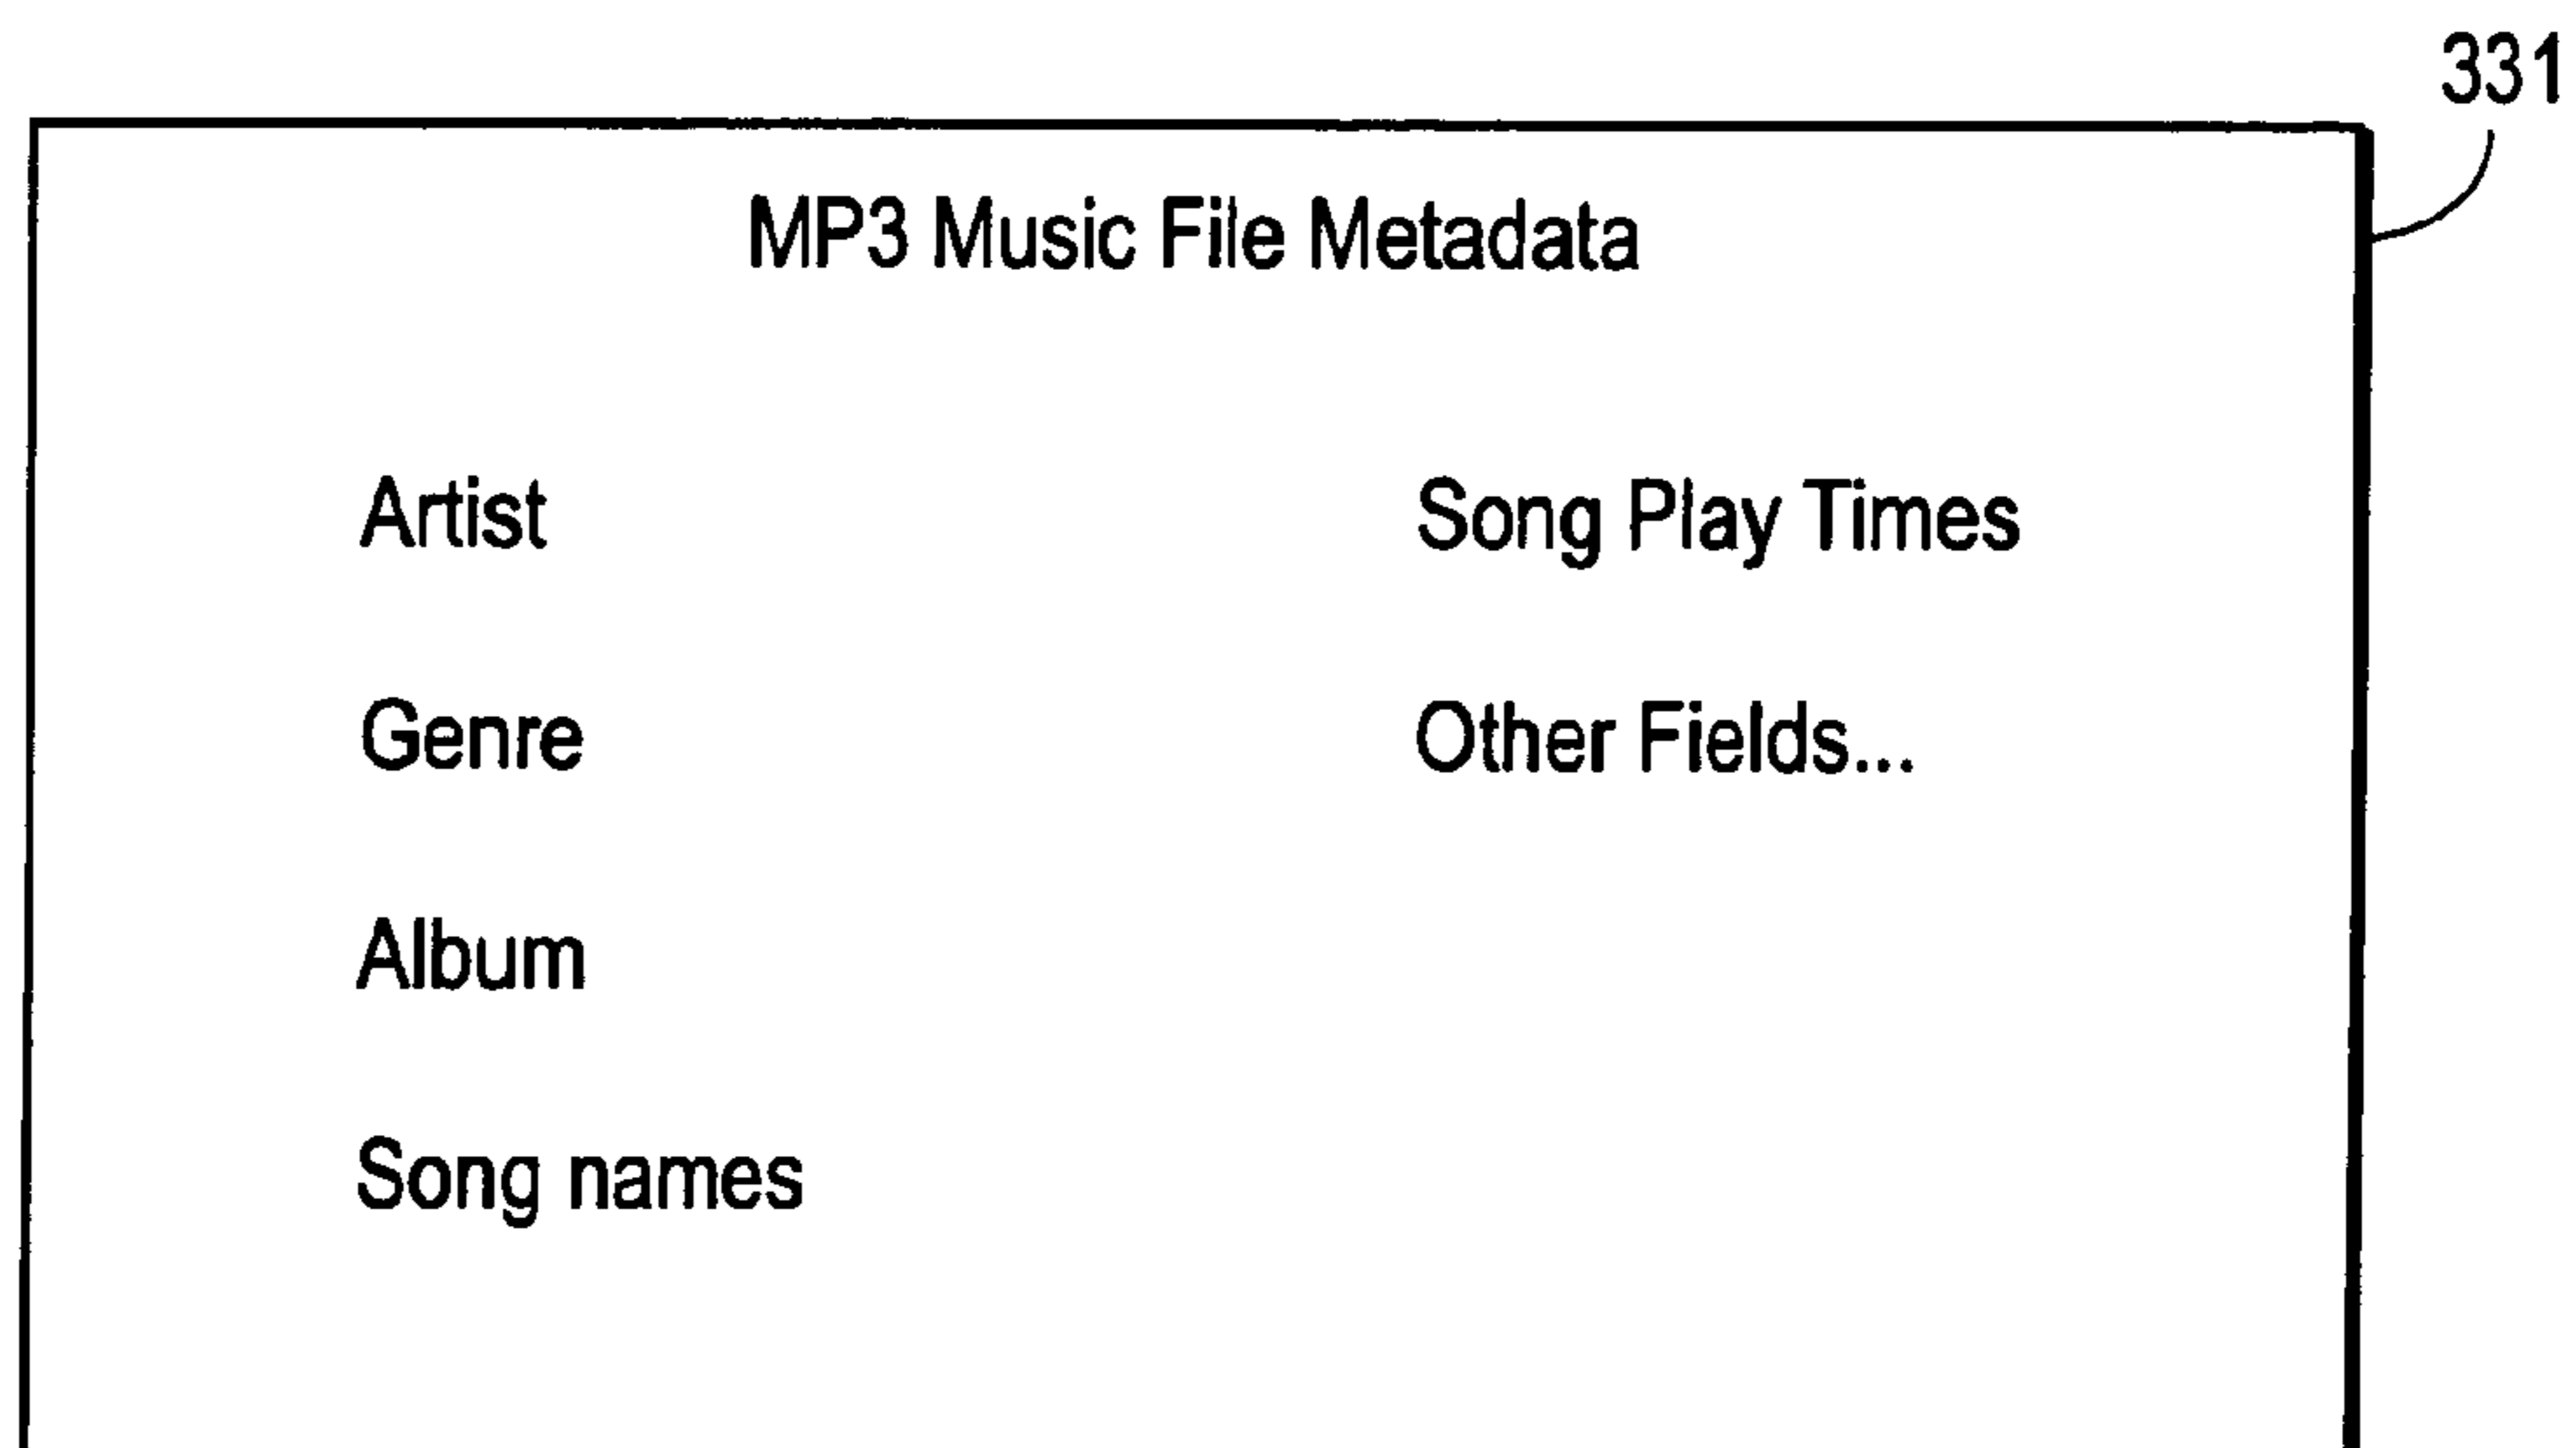 331
MP3 Music File Metadata
Artist
Genre
Album
Song names
Song Play Times
Other Fields...